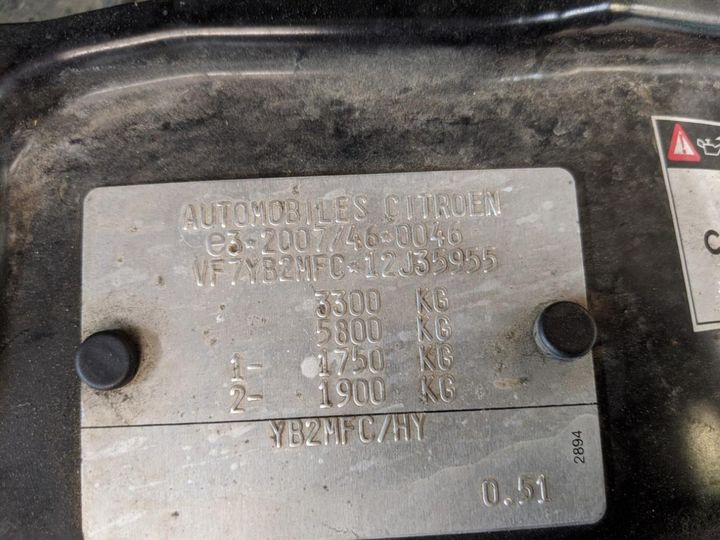 AUTOMOBILES CITROEN
e3*2007/46*0046
VF7YB2MFC*12J35955
3300 KG
5800 KG
1- 1750 KG
2- 1900 KG
YB2MFC/HY
2894
0.51
C